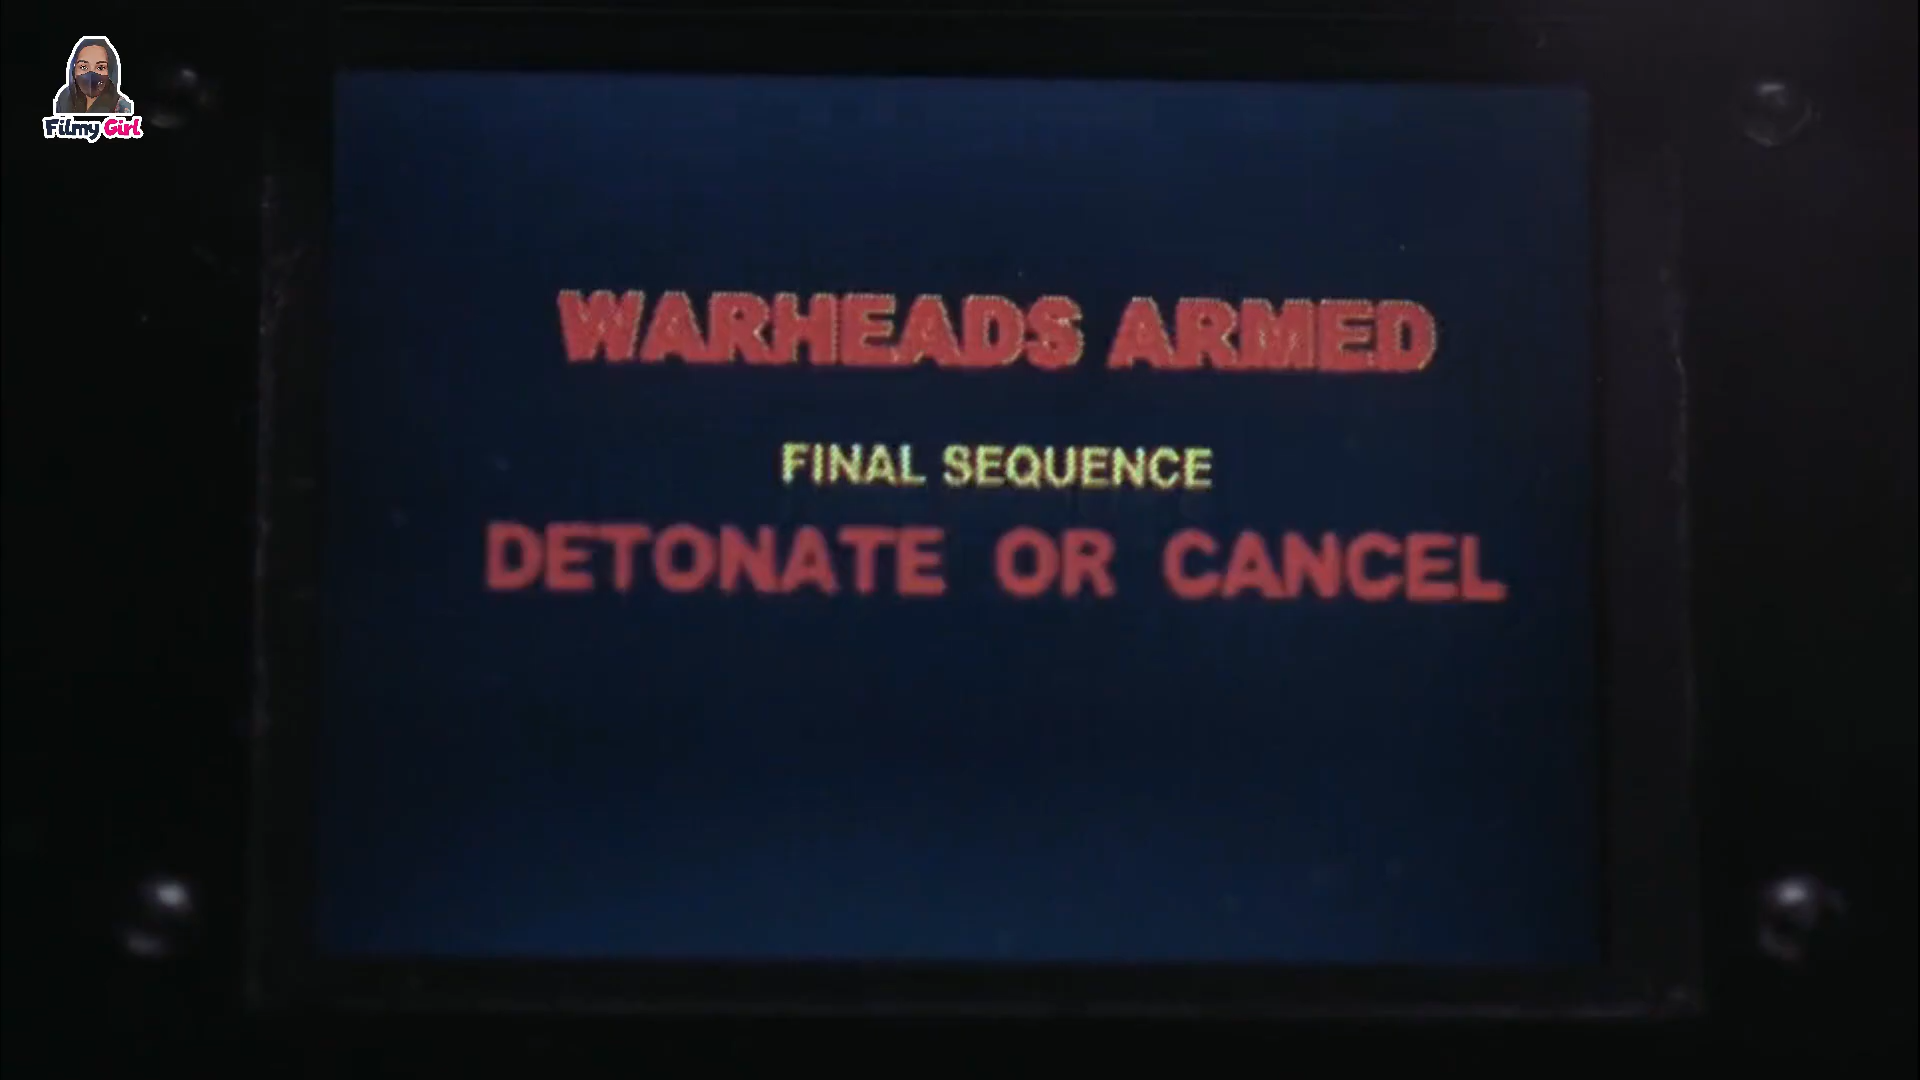 Filmy Girl
WARHEADS ARMED
FINAL SEQUENCE
DETONATE OR CANCEL